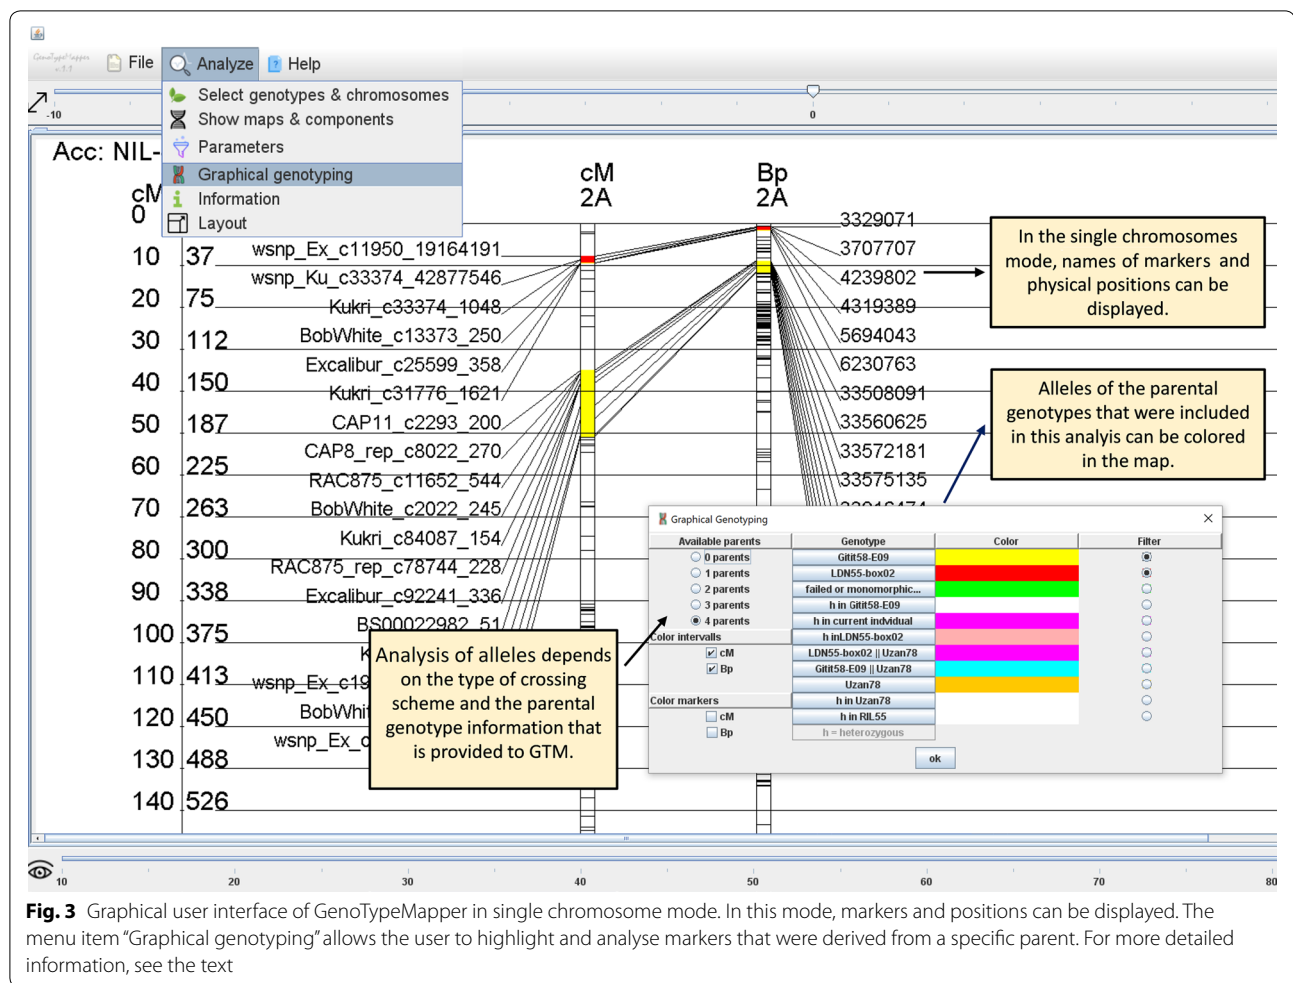 GenoTypeMapper
v.1.1
File
Analyze
Help
Select genotypes & chromosomes
Show maps & components
Parameters
Graphical genotyping
Information
Layout
-10
0
Acc: NIL-
cM
cM
2A
Bp
2A
0
10 37
20 75
30 112
40 150
50 187
60 225
70 263
80 300
90 338
100 375
110 413
120 450
130 488
140 526
wsnp_Ex_c11950_19164191
wsnp_Ku_c33374_42877546
Kukri_c33374_1048
BobWhite_c13373_250
Excalibur_c25599_358
Kukri_c31776_1621
CAP11_c2293_200
CAP8_rep_c8022_270
RAC875_c11652_544
BobWhite_c2022_245
Kukri_c84087_154
RAC875_rep_c78744_228
Excalibur_c92241_336
BS00022982_51
K
wsnp_Ex_c19
BobWhit
wsnp_Ex_c
3329071
3707707
4239802
4319389
5694043
6230763
33508091
33560625
33572181
33575135
In the single chromosomes
mode, names of markers and
physical positions can be
displayed.
Alleles of the parental
genotypes that were included
in this analyis can be colored
in the map.
Analysis of alleles depends
on the type of crossing
scheme and the parental
genotype information that
is provided to GTM.
Graphical Genotyping
Available parents Genotype Color Filter
0 parents Gitit58-E09
1 parents LDN55-box02
2 parents failed or monomorphic...
3 parents h in Gitit58-E09
4 parents h in current indvidual
Color intervalls h inLDN55-box02
cM LDN55-box02 || Uzan78
Bp Gitit58-E09 || Uzan78
Uzan78
Color markers h in Uzan78
cM h in RIL55
Bp h = heterozygous
ok
10 20 30 40 50 60 70 80
Fig. 3 Graphical user interface of GenoTypeMapper in single chromosome mode. In this mode, markers and positions can be displayed. The
menu item “Graphical genotyping” allows the user to highlight and analyse markers that were derived from a specific parent. For more detailed
information, see the text